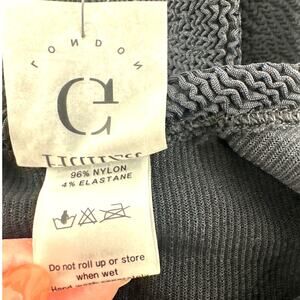 LONDON
G
96% NYLON
4% ELASTANE
Do not roll up or store
when wet